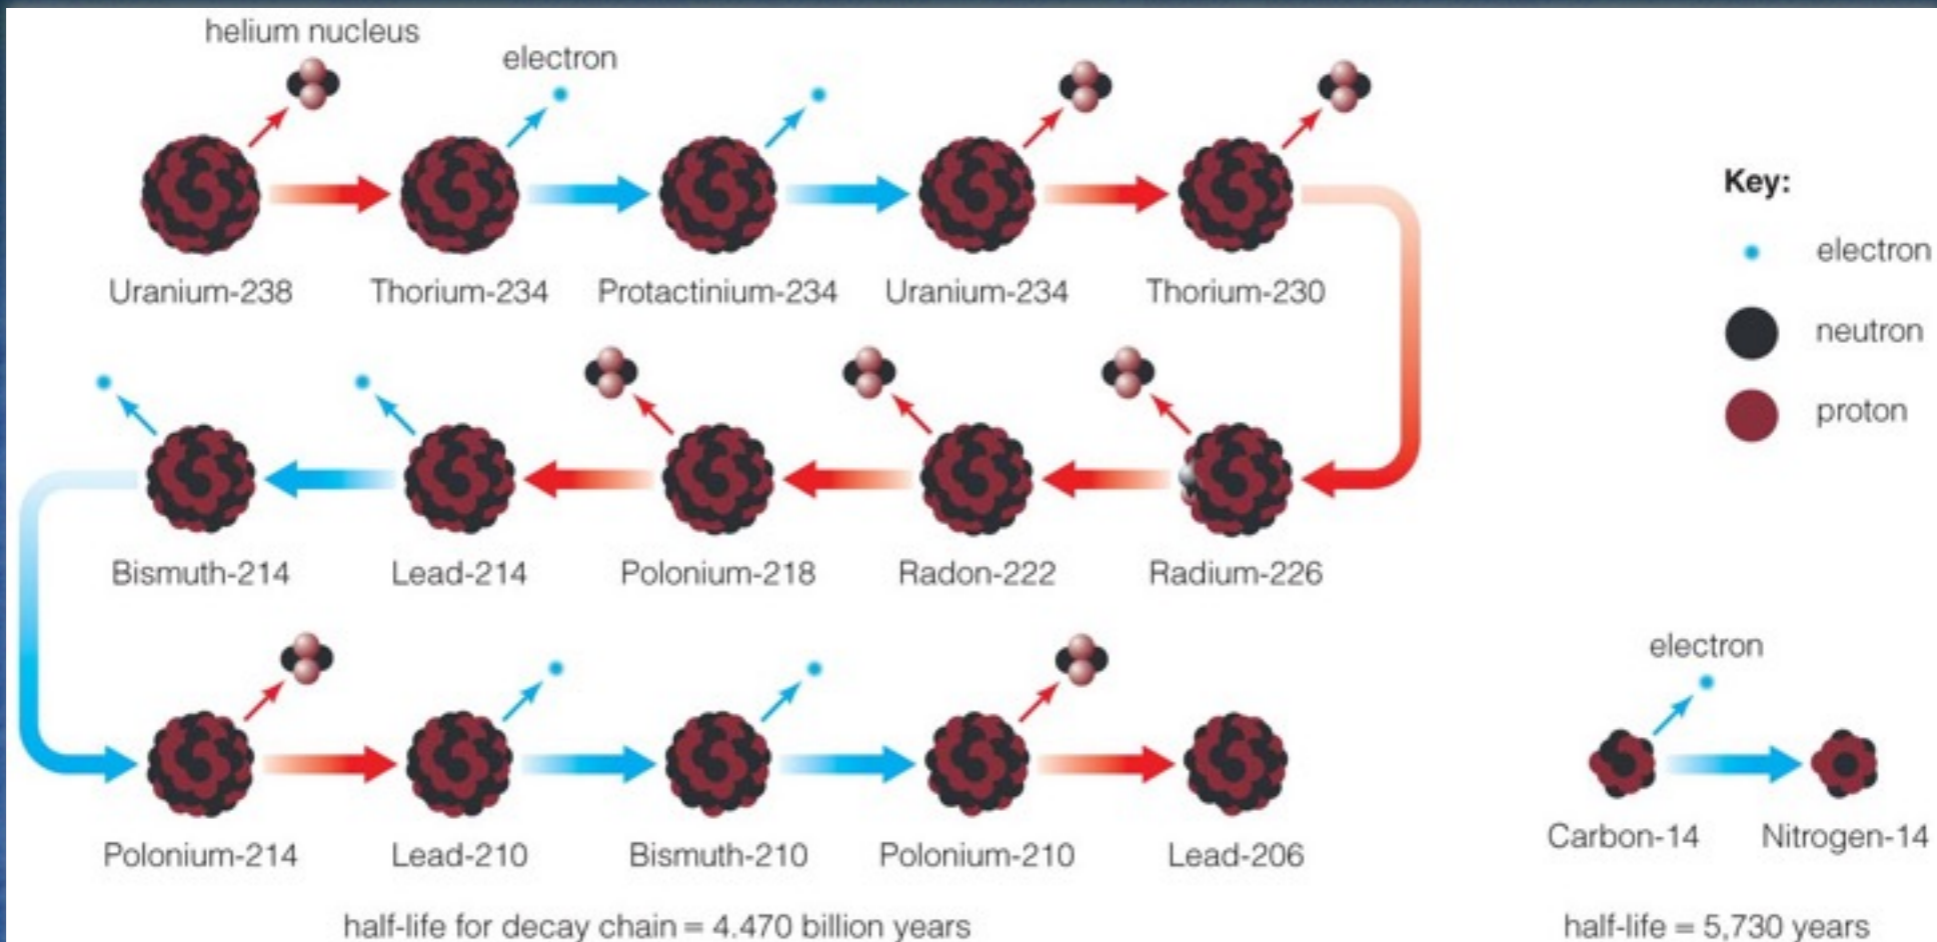 helium nucleus
electron
Uranium-238
Thorium-234
Protactinium-234
Uranium-234
Thorium-230
Key:
electron
neutron
proton
Bismuth-214
Lead-214
Polonium-218
Radon-222
Radium-226
Polonium-214
Lead-210
Bismuth-210
Polonium-210
Lead-206
half-life for decay chain = 4.470 billion years
electron
Carbon-14
Nitrogen-14
half-life = 5,730 years